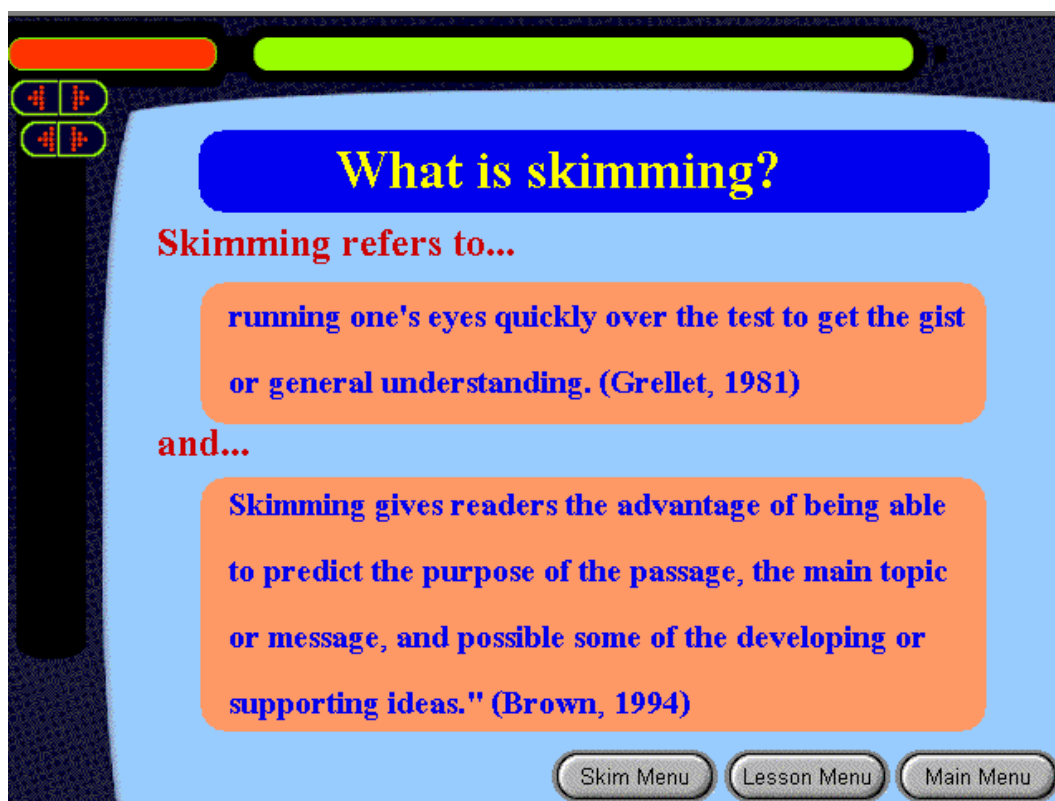 What is skimming?
Skimming refers to...
running one's eyes quickly over the test to get the gist
or general understanding. (Grellet, 1981)
and...
Skimming gives readers the advantage of being able
to predict the purpose of the passage, the main topic
or message, and possible some of the developing or
supporting ideas." (Brown, 1994)
Skim Menu Lesson Menu Main Menu